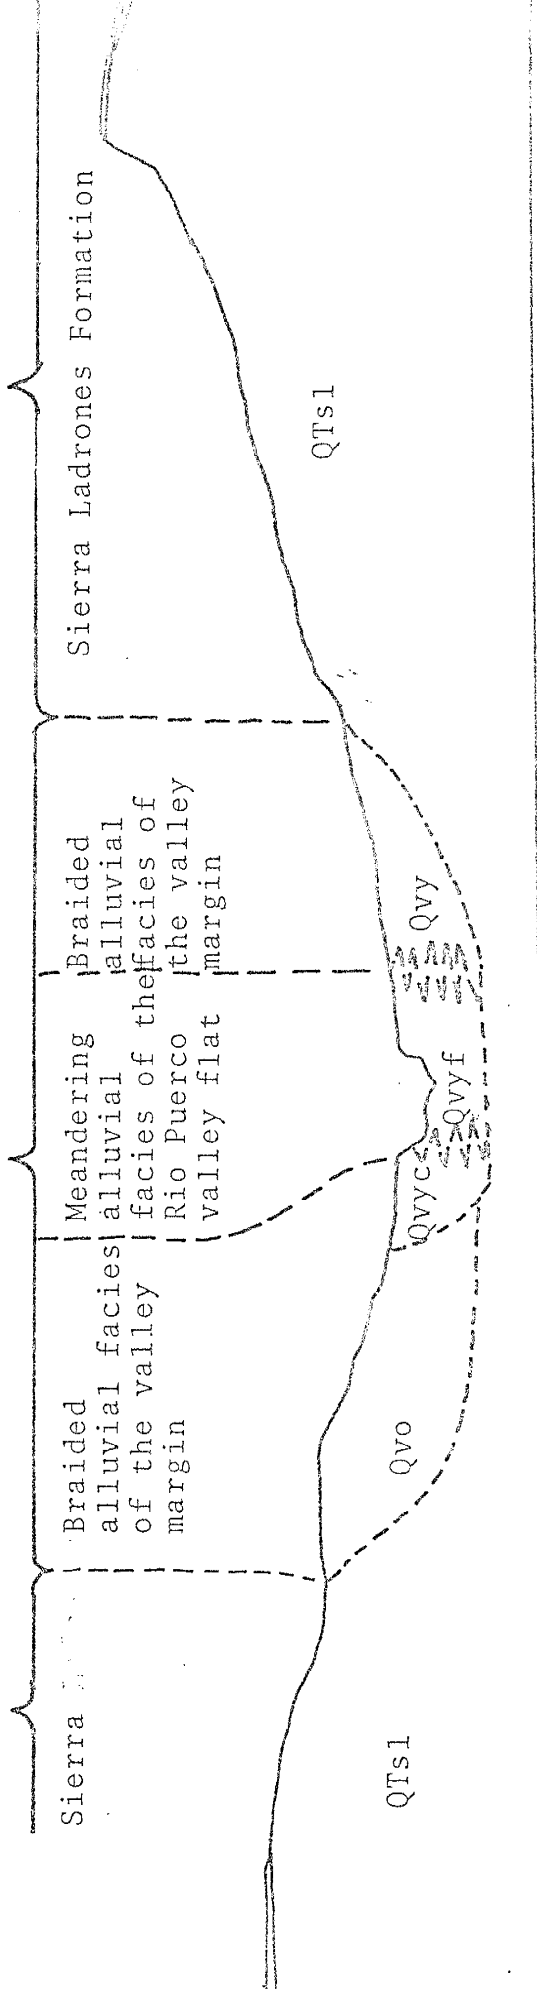 Sierra
Braided
alluvial facies
of the valley
margin
Meandering
alluvial
facies of the
Rio Puerco
valley flat
Braided
alluvial
facies of
the valley
margin
Sierra Ladrones Formation
QTsl
Qvo
Qvyc
Qvyf
Qvy
QTsl